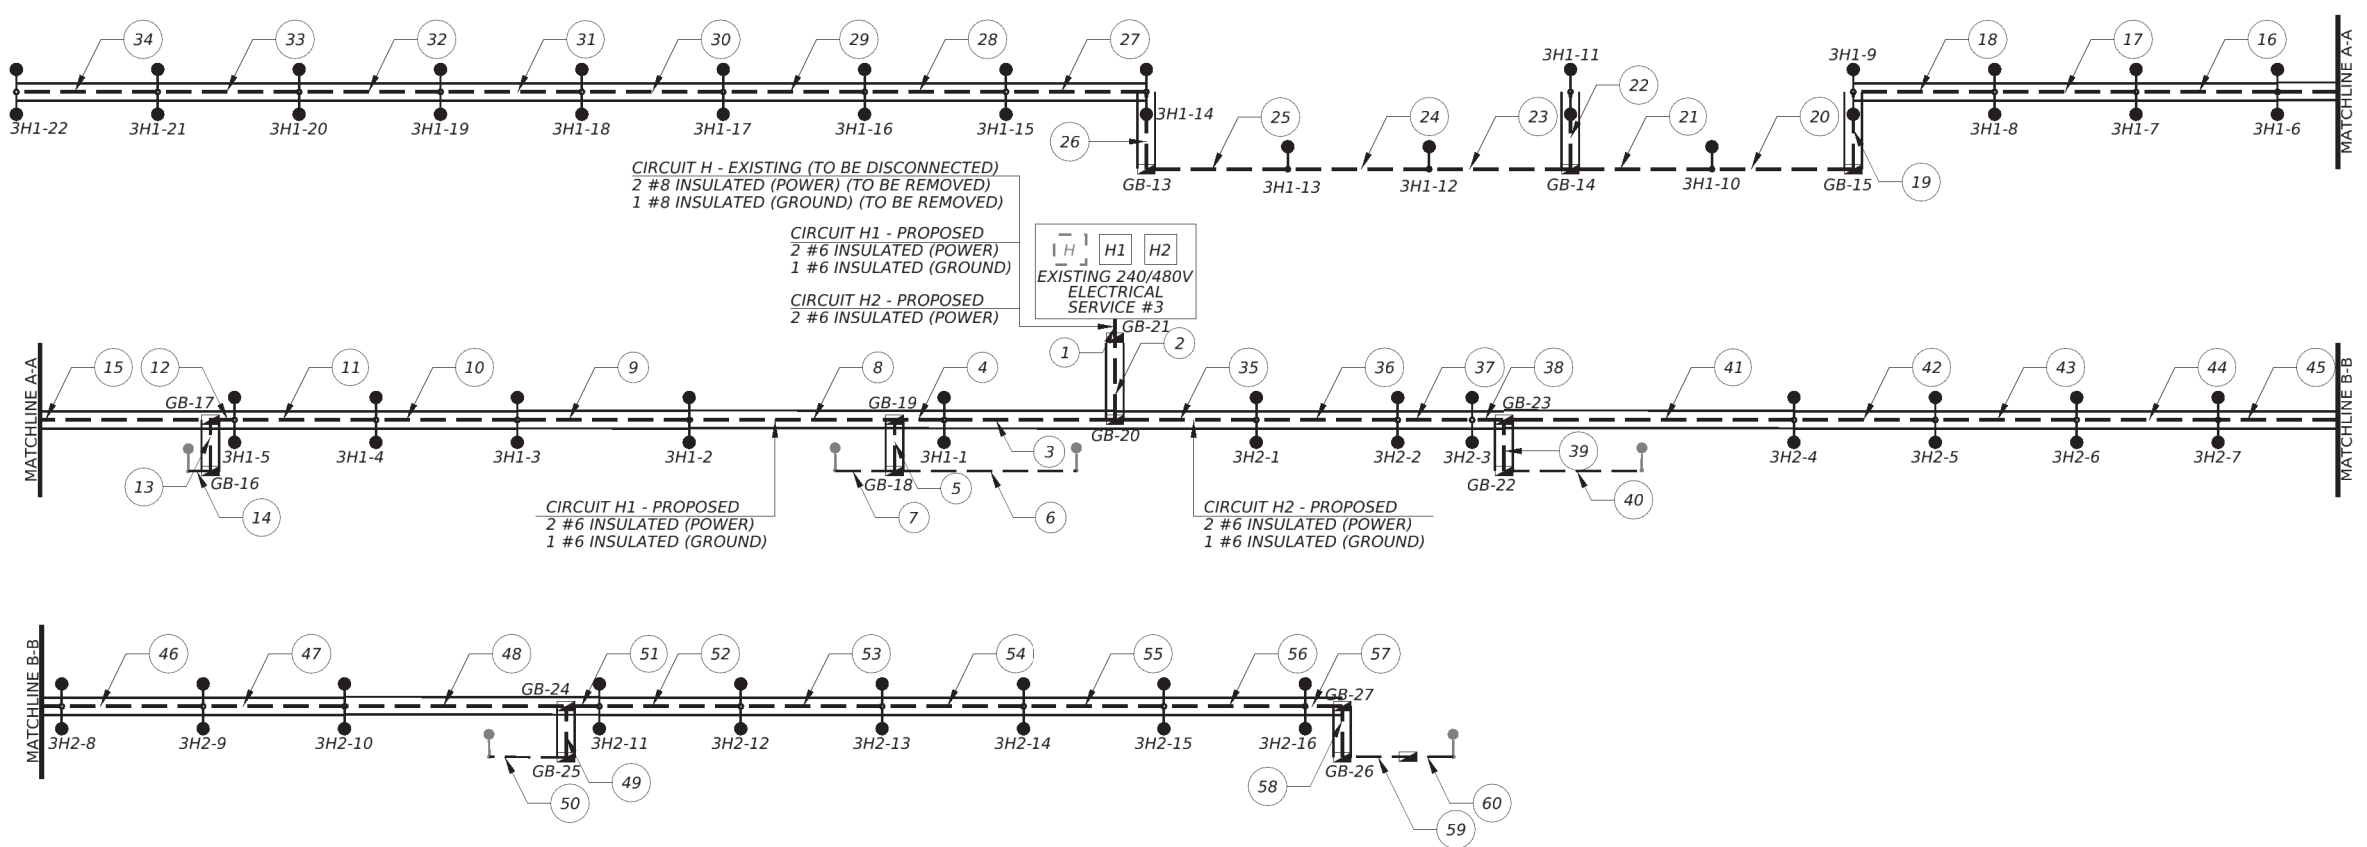 34
33
32
31
30
29
28
27
3H1-11
22
3H1-9
18
17
16
MATCHLINE A-A
3H1-22
3H1-21
3H1-20
3H1-19
3H1-18
3H1-17
3H1-16
3H1-15
3H1-14
26
25
24
23
21
20
3H1-8
3H1-7
3H1-6
GB-13
3H1-13
3H1-12
GB-14
3H1-10
GB-15
19
CIRCUIT H - EXISTING (TO BE DISCONNECTED)
2 #8 INSULATED (POWER) (TO BE REMOVED)
1 #8 INSULATED (GROUND) (TO BE REMOVED)
CIRCUIT H1 - PROPOSED
2 #6 INSULATED (POWER)
1 #6 INSULATED (GROUND)
CIRCUIT H2 - PROPOSED
2 #6 INSULATED (POWER)
H
H1
H2
EXISTING 240/480V
ELECTRICAL
SERVICE #3
GB-21
1
2
MATCHLINE A-A
15
12
11
10
9
8
4
35
36
37
38
41
42
43
44
45
MATCHLINE B-B
GB-17
GB-19
GB-20
GB-23
3H1-5
3H1-4
3H1-3
3H1-2
3H1-1
3
3H2-1
3H2-2
3H2-3
39
3H2-4
3H2-5
3H2-6
3H2-7
13
GB-16
14
GB-18
5
7
6
GB-22
40
CIRCUIT H1 - PROPOSED
2 #6 INSULATED (POWER)
1 #6 INSULATED (GROUND)
CIRCUIT H2 - PROPOSED
2 #6 INSULATED (POWER)
1 #6 INSULATED (GROUND)
MATCHLINE B-B
46
47
48
51
52
53
54
55
56
57
GB-24
GB-27
3H2-8
3H2-9
3H2-10
3H2-11
3H2-12
3H2-13
3H2-14
3H2-15
3H2-16
GB-25
49
50
58
GB-26
60
59